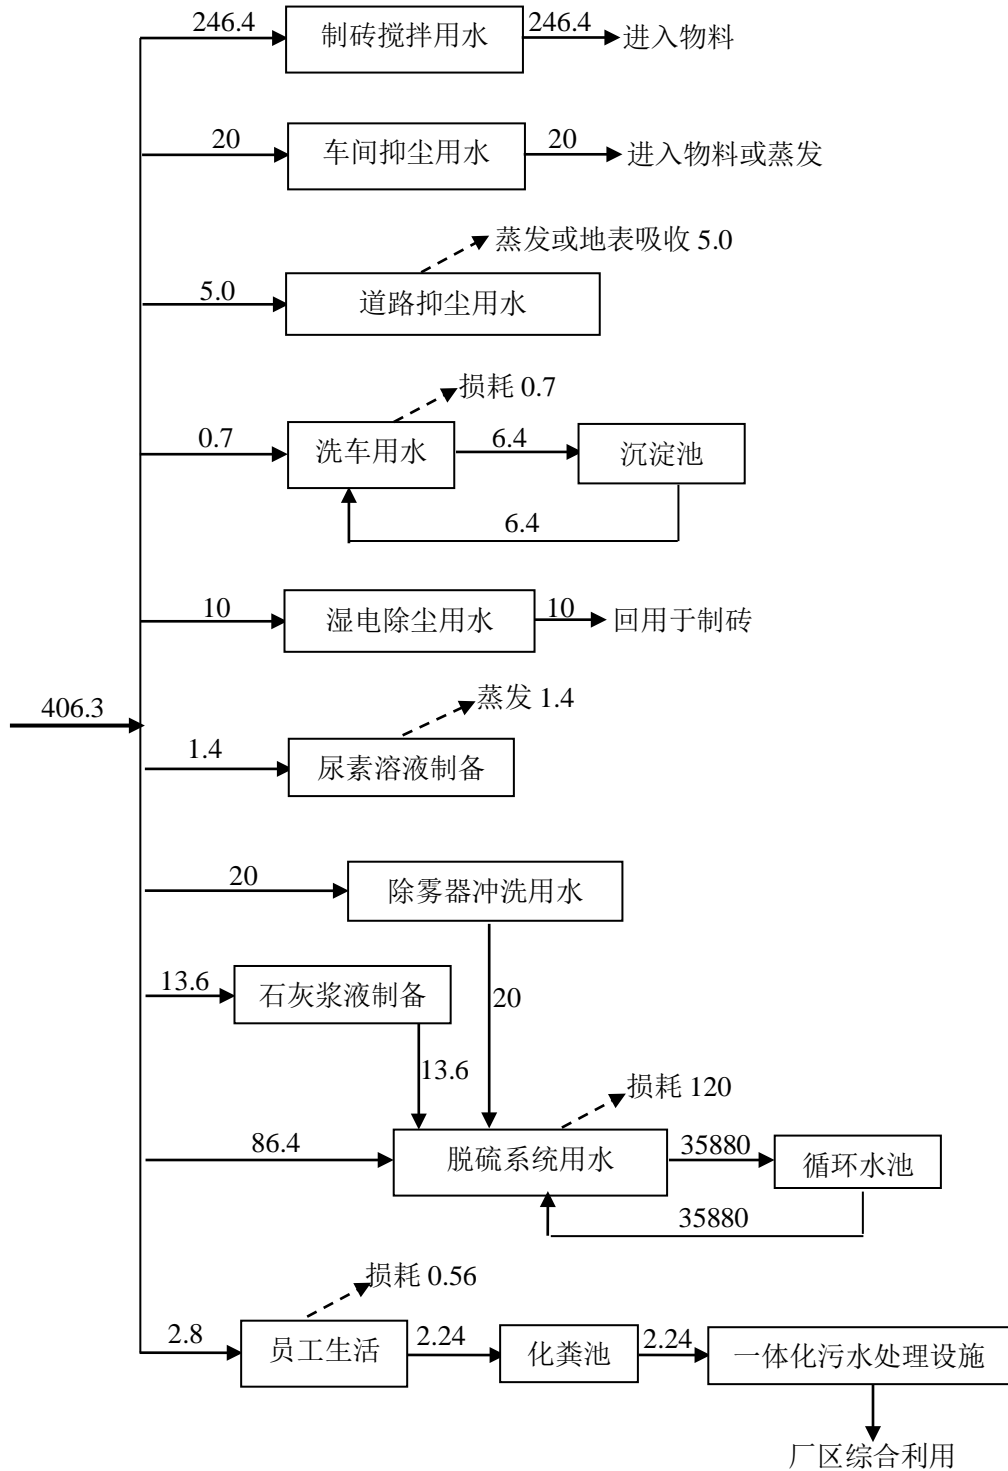 246.4 制砖搅拌用水 246.4 进入物料
20 车间抑尘用水 20 进入物料或蒸发
蒸发或地表吸收 5.0
5.0 道路抑尘用水
损耗 0.7
0.7 洗车用水 6.4 沉淀池
6.4
10 湿电除尘用水 10 回用于制砖
406.3
蒸发 1.4
1.4 尿素溶液制备
20 除雾器冲洗用水
13.6 石灰浆液制备 20
13.6
损耗 120
86.4 脱硫系统用水 35880 循环水池
35880
损耗 0.56
2.8 员工生活 2.24 化粪池 2.24 一体化污水处理设施
厂区综合利用